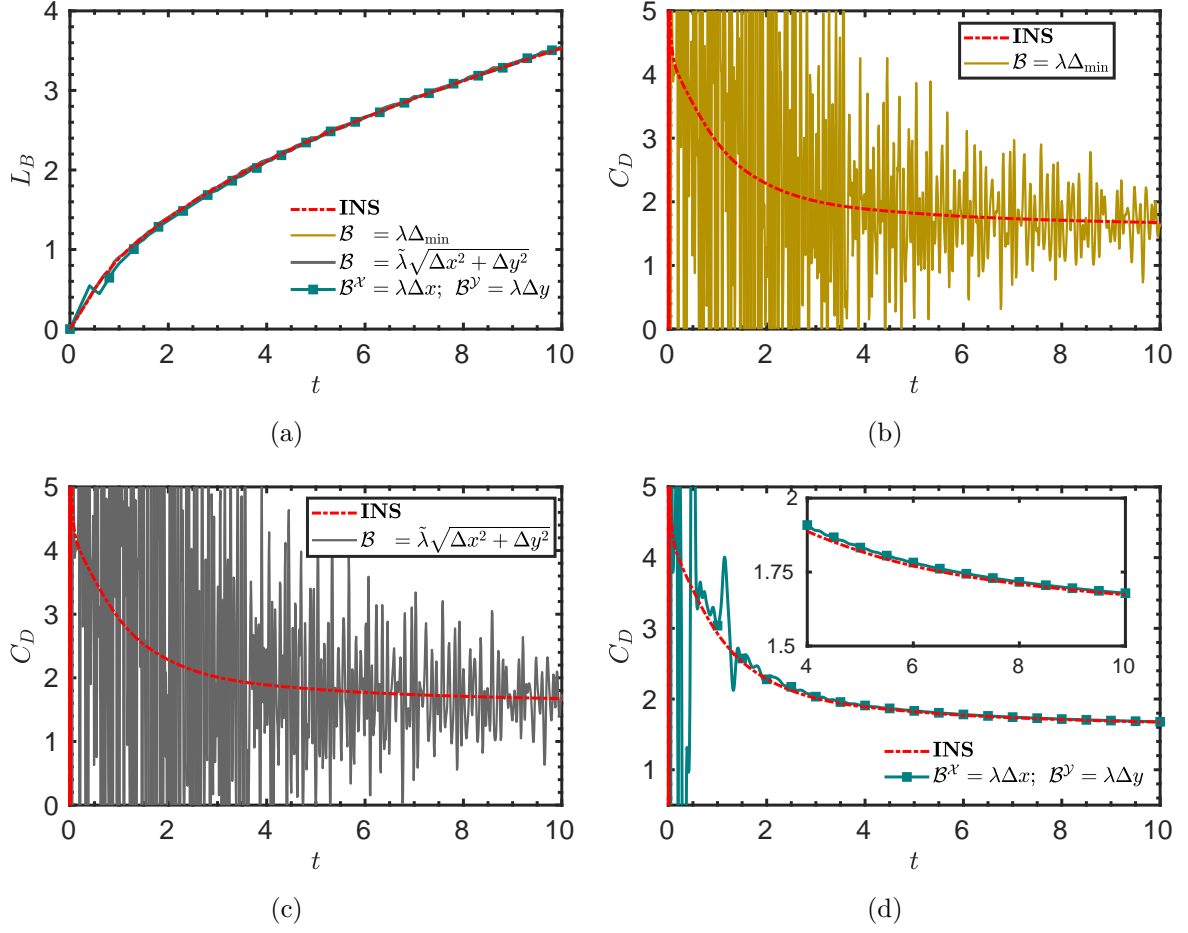 4
3
2
1
0
L_B
INS
ℬ = λΔ_min
ℬ = λ̃√(Δx² + Δy²)
ℬ^𝒳 = λΔx; ℬ^𝒴 = λΔy
0 2 4 6 8 10
t
(a)
5
4
3
2
1
0
C_D
INS
ℬ = λΔ_min
0 2 4 6 8 10
t
(b)
5
4
3
2
1
0
C_D
INS
ℬ = λ̃√(Δx² + Δy²)
0 2 4 6 8 10
t
(c)
5
4
3
2
1
C_D
2
1.75
1.5
4 6 8 10
INS
ℬ^𝒳 = λΔx; ℬ^𝒴 = λΔy
0 2 4 6 8 10
t
(d)